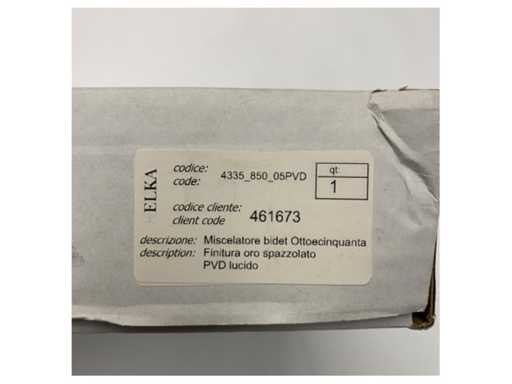 ELKA
codice: 4335_850_05PVD
code:
qt:
1
codice cliente: 461673
client code
descrizione: Miscelatore bidet Ottoecinquanta
description: Finitura oro spazzolato
PVD lucido